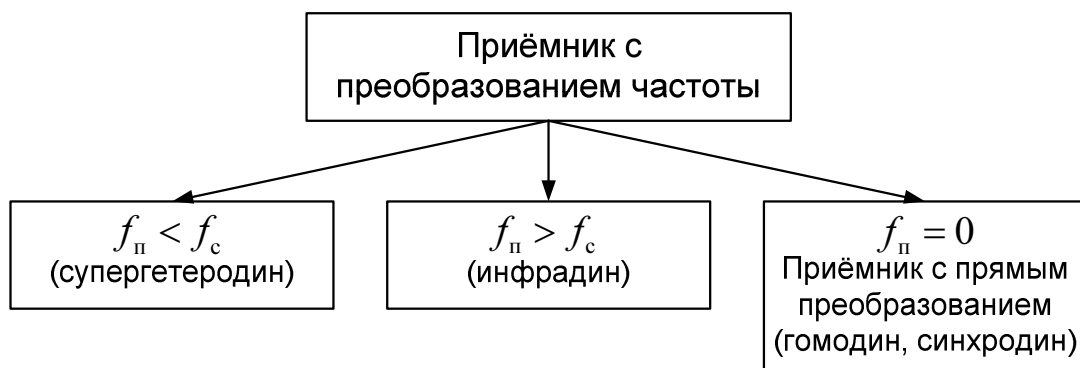 Приёмник с
преобразованием частоты
fп < fс
(супергетеродин)
fп > fс
(инфрадин)
fп = 0
Приёмник с прямым
преобразованием
(гомодин, синхродин)